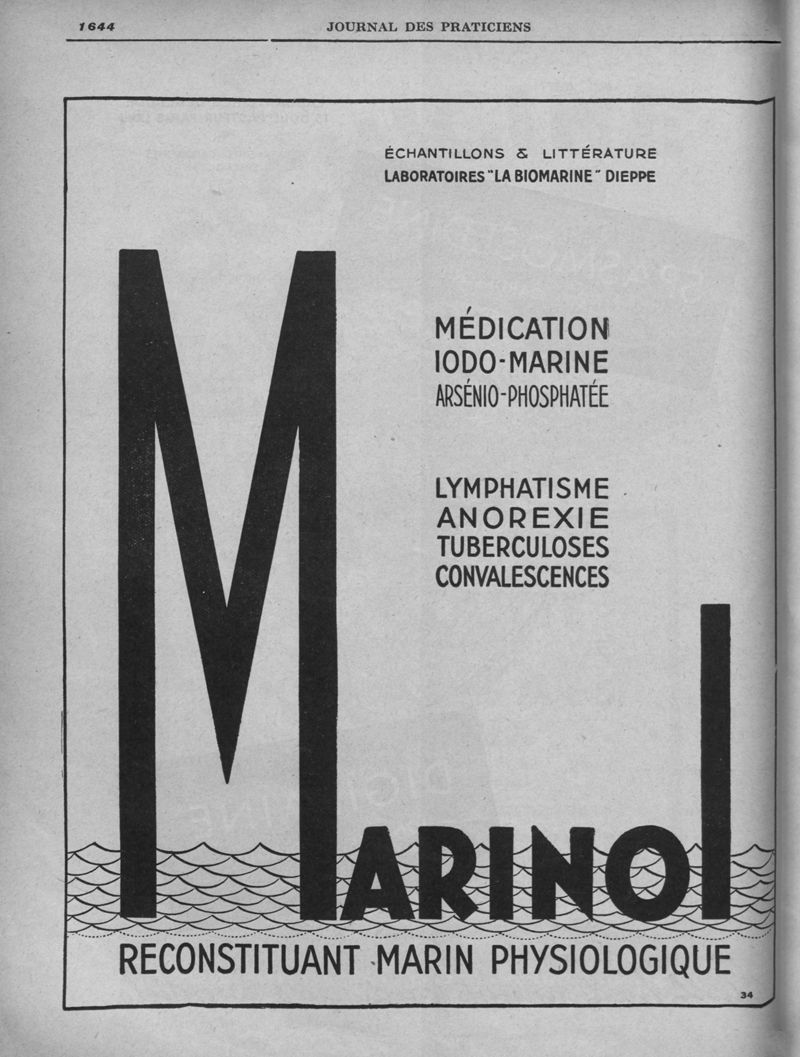 1644
JOURNAL DES PRATICIENS
ÉCHANTILLONS & LITTÉRATURE
LABORATOIRES "LA BIOMARINE" DIEPPE
MÉDICATION
IODO-MARINE
ARSÉNIO-PHOSPHATÉE
LYMPHATISME
ANOREXIE
TUBERCULOSES
CONVALESCENCES
MARINOL
RECONSTITUANT MARIN PHYSIOLOGIQUE
34